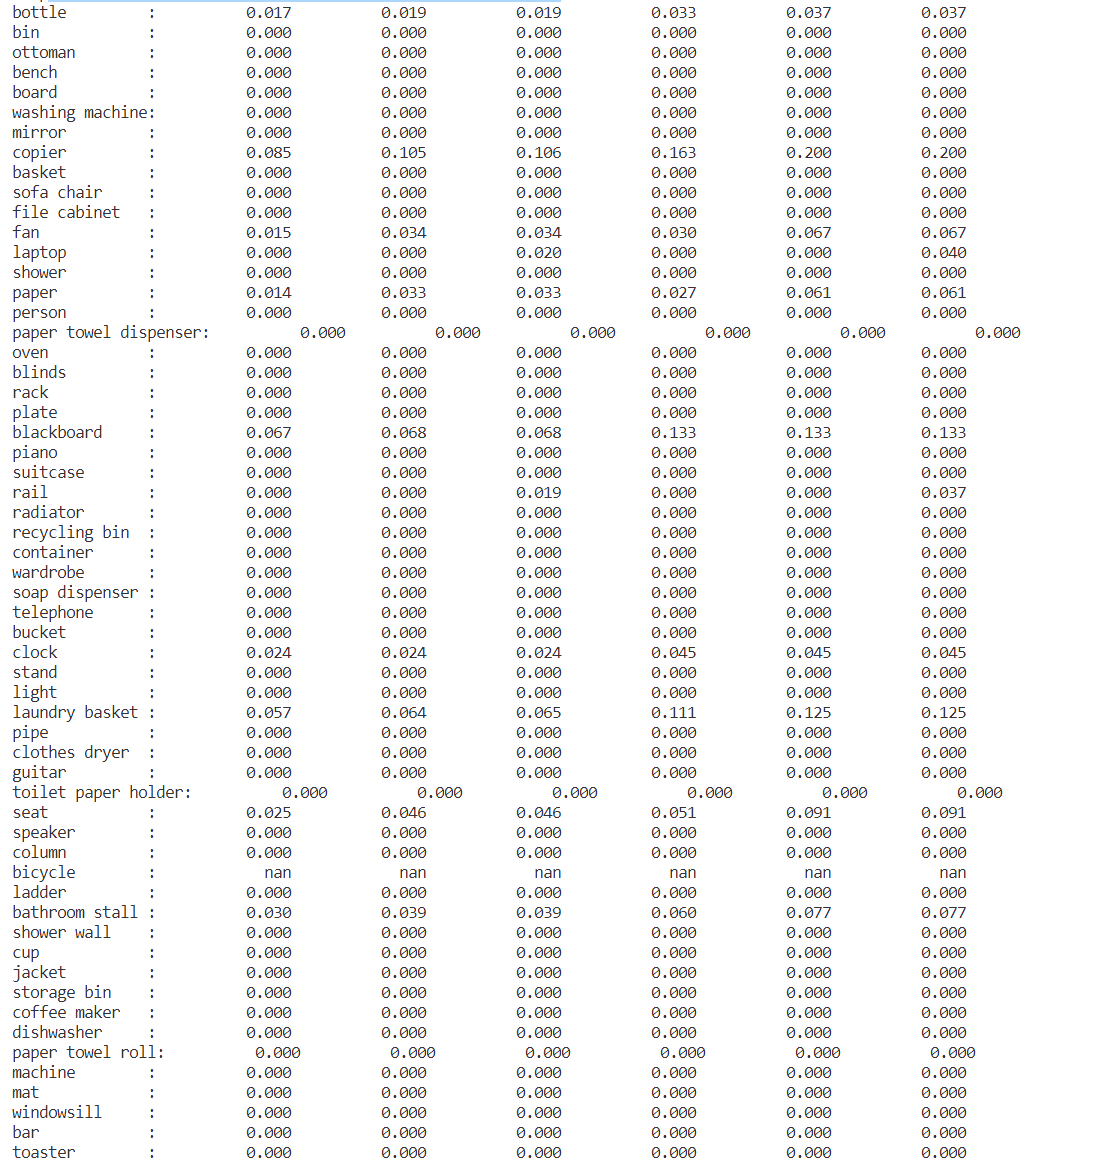 bottle : 0.017 0.019 0.019 0.033 0.037 0.037
bin : 0.000 0.000 0.000 0.000 0.000 0.000
ottoman : 0.000 0.000 0.000 0.000 0.000 0.000
bench : 0.000 0.000 0.000 0.000 0.000 0.000
board : 0.000 0.000 0.000 0.000 0.000 0.000
washing machine: 0.000 0.000 0.000 0.000 0.000 0.000
mirror : 0.000 0.000 0.000 0.000 0.000 0.000
copier : 0.085 0.105 0.106 0.163 0.200 0.200
basket : 0.000 0.000 0.000 0.000 0.000 0.000
sofa chair : 0.000 0.000 0.000 0.000 0.000 0.000
file cabinet : 0.000 0.000 0.000 0.000 0.000 0.000
fan : 0.015 0.034 0.034 0.030 0.067 0.067
laptop : 0.000 0.000 0.020 0.000 0.000 0.040
shower : 0.000 0.000 0.000 0.000 0.000 0.000
paper : 0.014 0.033 0.033 0.027 0.061 0.061
person : 0.000 0.000 0.000 0.000 0.000 0.000
paper towel dispenser: 0.000 0.000 0.000 0.000 0.000 0.000
oven : 0.000 0.000 0.000 0.000 0.000 0.000
blinds : 0.000 0.000 0.000 0.000 0.000 0.000
rack : 0.000 0.000 0.000 0.000 0.000 0.000
plate : 0.000 0.000 0.000 0.000 0.000 0.000
blackboard : 0.067 0.068 0.068 0.133 0.133 0.133
piano : 0.000 0.000 0.000 0.000 0.000 0.000
suitcase : 0.000 0.000 0.000 0.000 0.000 0.000
rail : 0.000 0.000 0.019 0.000 0.000 0.037
radiator : 0.000 0.000 0.000 0.000 0.000 0.000
recycling bin : 0.000 0.000 0.000 0.000 0.000 0.000
container : 0.000 0.000 0.000 0.000 0.000 0.000
wardrobe : 0.000 0.000 0.000 0.000 0.000 0.000
soap dispenser : 0.000 0.000 0.000 0.000 0.000 0.000
telephone : 0.000 0.000 0.000 0.000 0.000 0.000
bucket : 0.000 0.000 0.000 0.000 0.000 0.000
clock : 0.024 0.024 0.024 0.045 0.045 0.045
stand : 0.000 0.000 0.000 0.000 0.000 0.000
light : 0.000 0.000 0.000 0.000 0.000 0.000
laundry basket : 0.057 0.064 0.065 0.111 0.125 0.125
pipe : 0.000 0.000 0.000 0.000 0.000 0.000
clothes dryer : 0.000 0.000 0.000 0.000 0.000 0.000
guitar : 0.000 0.000 0.000 0.000 0.000 0.000
toilet paper holder: 0.000 0.000 0.000 0.000 0.000 0.000
seat : 0.025 0.046 0.046 0.051 0.091 0.091
speaker : 0.000 0.000 0.000 0.000 0.000 0.000
column : 0.000 0.000 0.000 0.000 0.000 0.000
bicycle : nan nan nan nan nan nan
ladder : 0.000 0.000 0.000 0.000 0.000 0.000
bathroom stall : 0.030 0.039 0.039 0.060 0.077 0.077
shower wall : 0.000 0.000 0.000 0.000 0.000 0.000
cup : 0.000 0.000 0.000 0.000 0.000 0.000
jacket : 0.000 0.000 0.000 0.000 0.000 0.000
storage bin : 0.000 0.000 0.000 0.000 0.000 0.000
coffee maker : 0.000 0.000 0.000 0.000 0.000 0.000
dishwasher : 0.000 0.000 0.000 0.000 0.000 0.000
paper towel roll: 0.000 0.000 0.000 0.000 0.000 0.000
machine : 0.000 0.000 0.000 0.000 0.000 0.000
mat : 0.000 0.000 0.000 0.000 0.000 0.000
windowsill : 0.000 0.000 0.000 0.000 0.000 0.000
bar : 0.000 0.000 0.000 0.000 0.000 0.000
toaster : 0.000 0.000 0.000 0.000 0.000 0.000